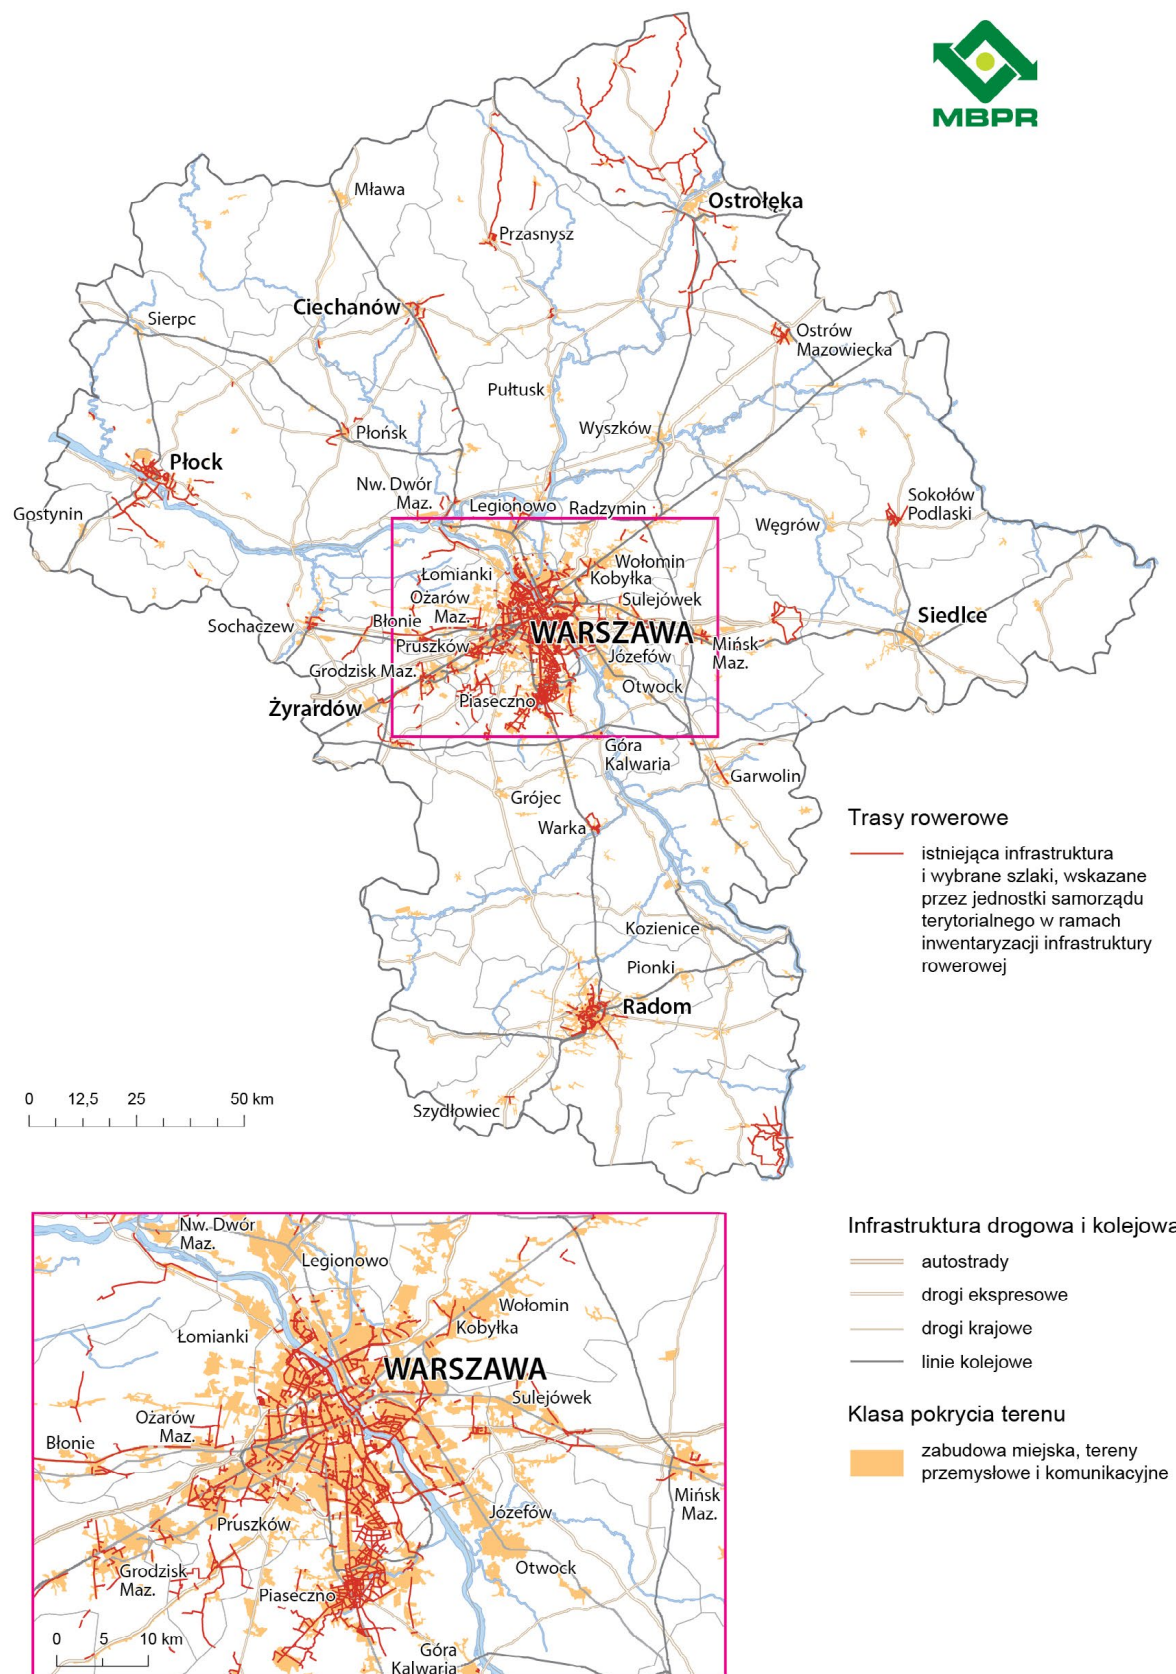 MBPR
Mława
Ostrołęka
Przasnysz
Ciechanów
Sierpc
Ostrów
Mazowiecka
Pułtusk
Wyszków
Płońsk
Płock
Nw. Dwór
Maz.
Legionowo
Radzymin
Sokołów
Podlaski
Gostynin
Węgrów
Wołomin
Kobyłka
Łomianki
Ożarów
Maz.
Sulejówek
Siedlce
Sochaczew
Błonie
WARSZAWA
Pruszków
Mińsk
Maz.
Józefów
Grodzisk Maz.
Otwock
Piaseczno
Żyrardów
Góra
Kalwaria
Garwolin
Grójec
Warka
Trasy rowerowe
istniejąca infrastruktura
i wybrane szlaki, wskazane
przez jednostki samorządu
terytorialnego w ramach
inwentaryzacji infrastruktury
rowerowej
Kozienice
Pionki
Radom
0 12,5 25 50 km
Szydłowiec
Nw. Dwór
Maz.
Legionowo
Wołomin
Kobyłka
Łomianki
WARSZAWA
Sulejówek
Ożarów
Maz.
Błonie
Mińsk
Maz.
Józefów
Pruszków
Otwock
Grodzisk
Maz.
Piaseczno
0 5 10 km
Góra
Kalwaria
Infrastruktura drogowa i kolejowa
autostrady
drogi ekspresowe
drogi krajowe
linie kolejowe
Klasa pokrycia terenu
zabudowa miejska, tereny
przemysłowe i komunikacyjne